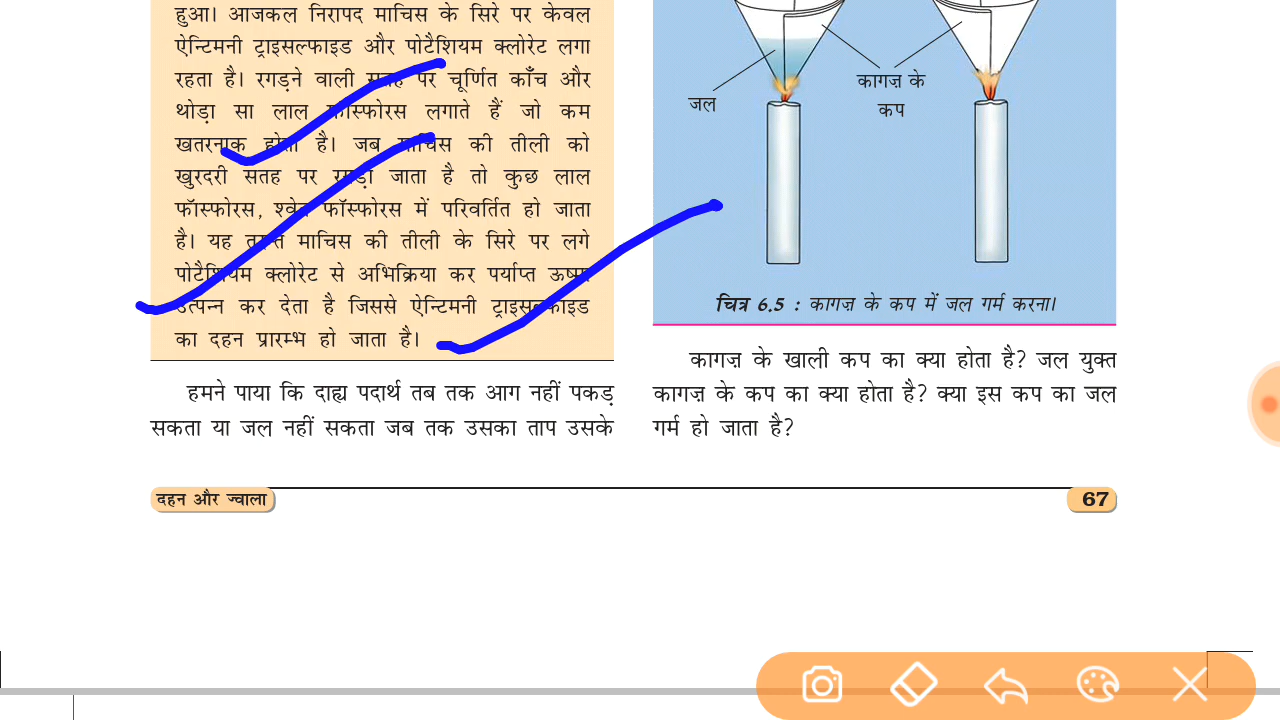 हुआ। आजकल निरापद माचिस के सिरे पर केवल
ऐन्टिमनी ट्राइसल्फाइड और पोटैशियम क्लोरेट लगा
रहता है। रगड़ने वाली सतह पर चूर्णित काँच और
थोड़ा सा लाल फॉस्फोरस लगाते हैं जो कम
खतरनाक होता है। जब माचिस की तीली को
खुरदरी सतह पर रगड़ा जाता है तो कुछ लाल
फॉस्फोरस, श्वेत फॉस्फोरस में परिवर्तित हो जाता
है। यह तुरन्त माचिस की तीली के सिरे पर लगे
पोटैशियम क्लोरेट से अभिक्रिया कर पर्याप्त ऊष्मा
उत्पन्न कर देता है जिससे ऐन्टिमनी ट्राइसल्फाइड
का दहन प्रारम्भ हो जाता है।
हमने पाया कि दाह्य पदार्थ तब तक आग नहीं पकड़
सकता या जल नहीं सकता जब तक उसका ताप उसके
जल
कागज़ के
कप
चित्र 6.5 : कागज़ के कप में जल गर्म करना।
कागज़ के खाली कप का क्या होता है? जल युक्त
कागज़ के कप का क्या होता है? क्या इस कप का जल
गर्म हो जाता है?
दहन और ज्वाला
67